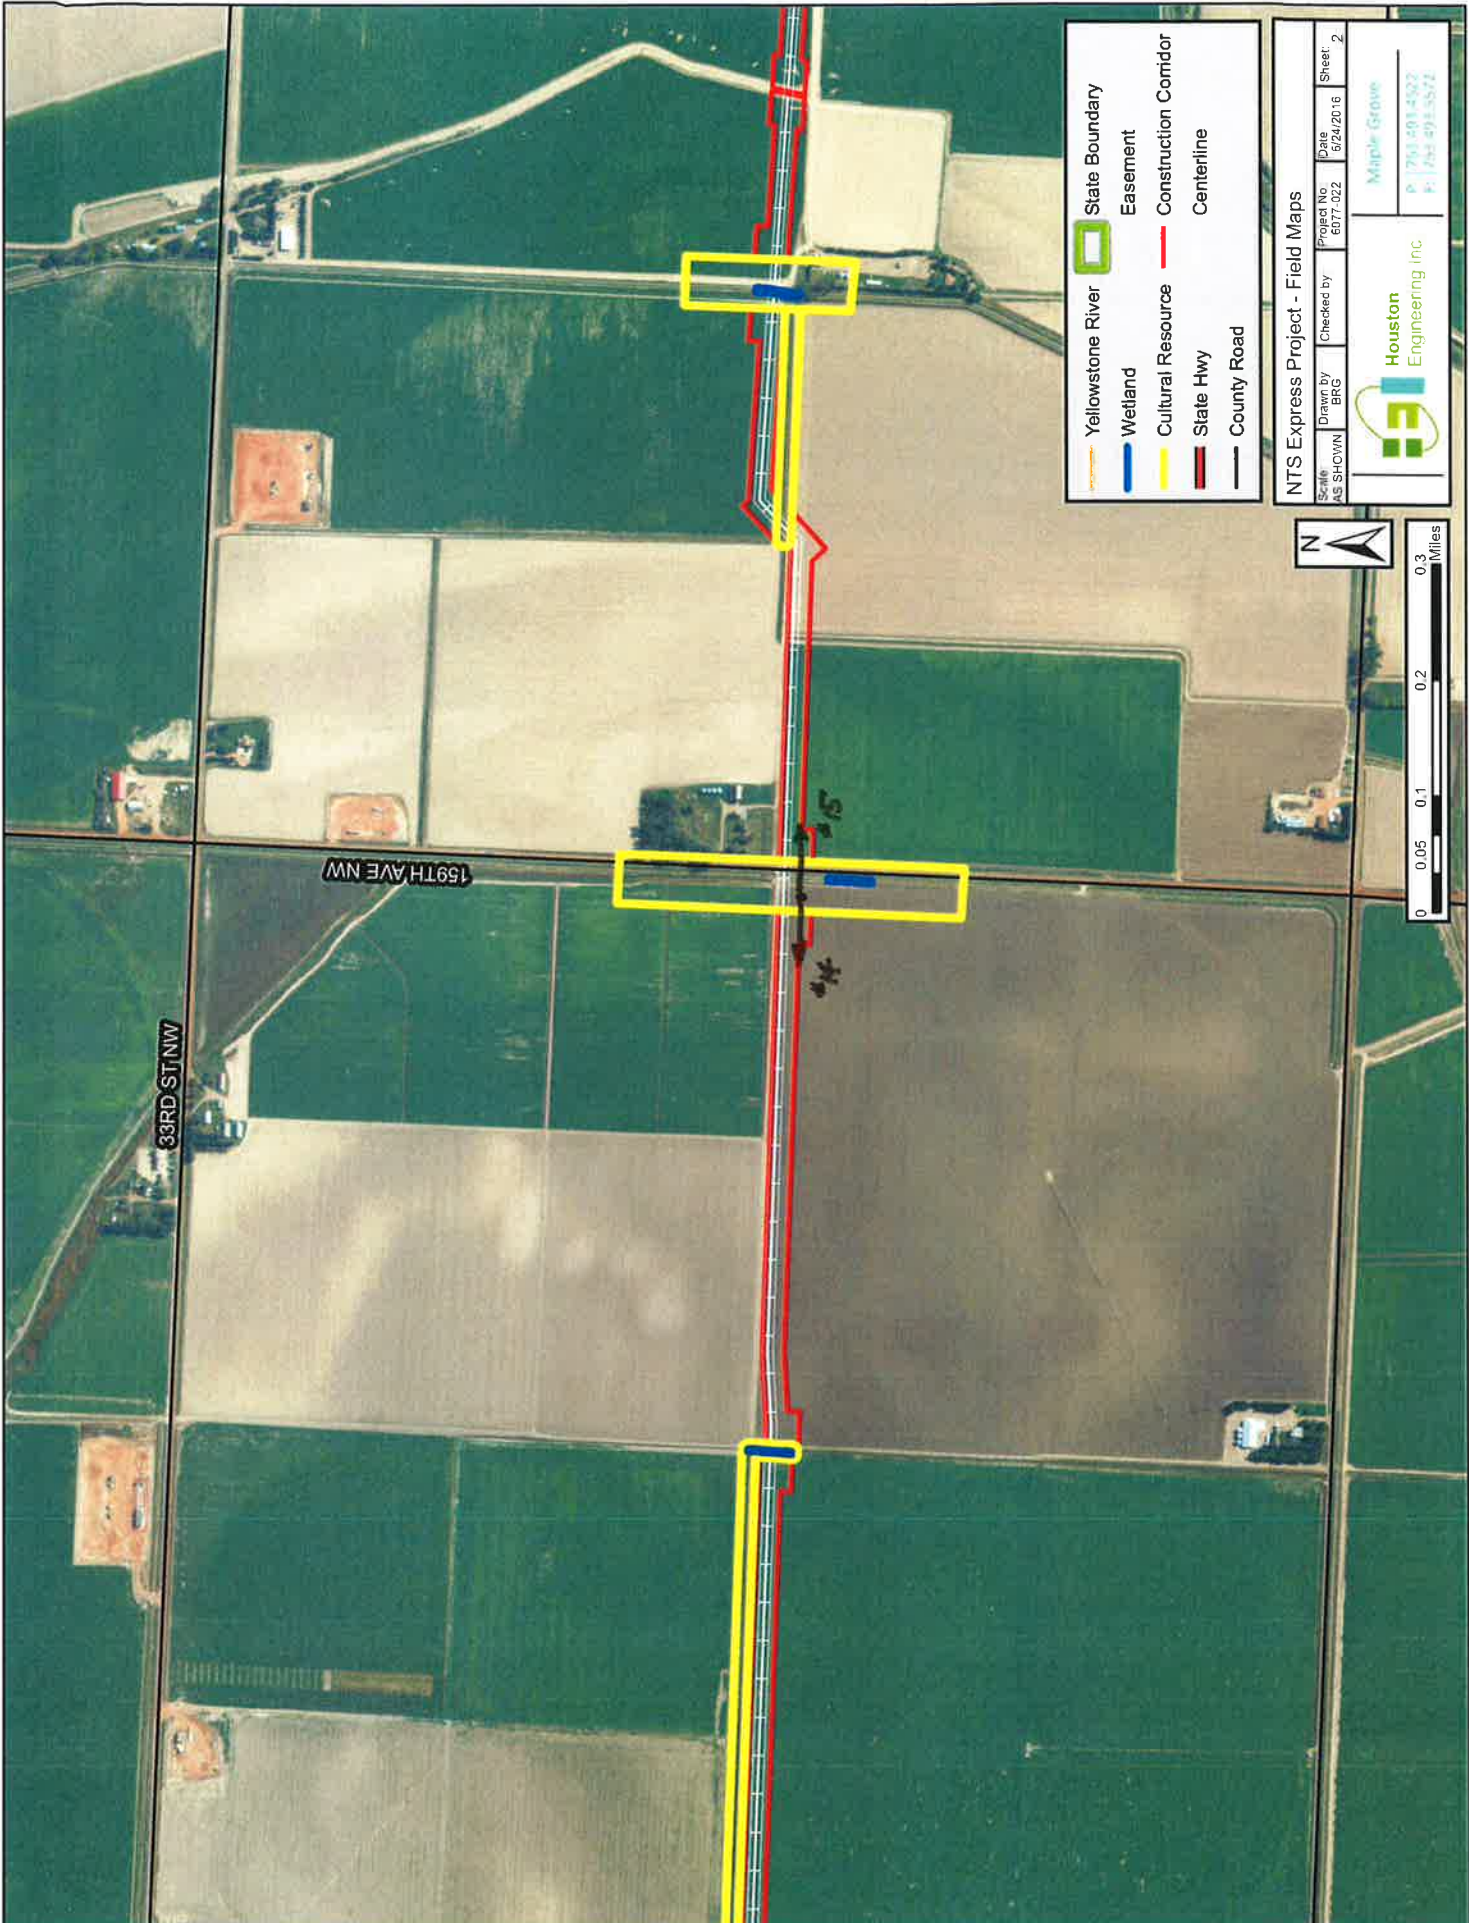 33RD ST NW
159TH AVE NW
#14
#15
Yellowstone River
Wetland
Cultural Resource
State Hwy
County Road
State Boundary
Easement
Construction Corridor
Centerline
NTS Express Project - Field Maps
Scale:
AS SHOWN
Drawn by
BRG
Checked by
Project No.
6077-022
Date
6/24/2016
Sheet:
2
Houston
Engineering Inc.
Maple Grove
P:
F:
N
0 0.05 0.1 0.2 0.3
Miles